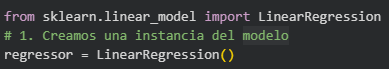 from sklearn.linear_model import LinearRegression
# 1. Creamos una instancia del modelo
regressor = LinearRegression()